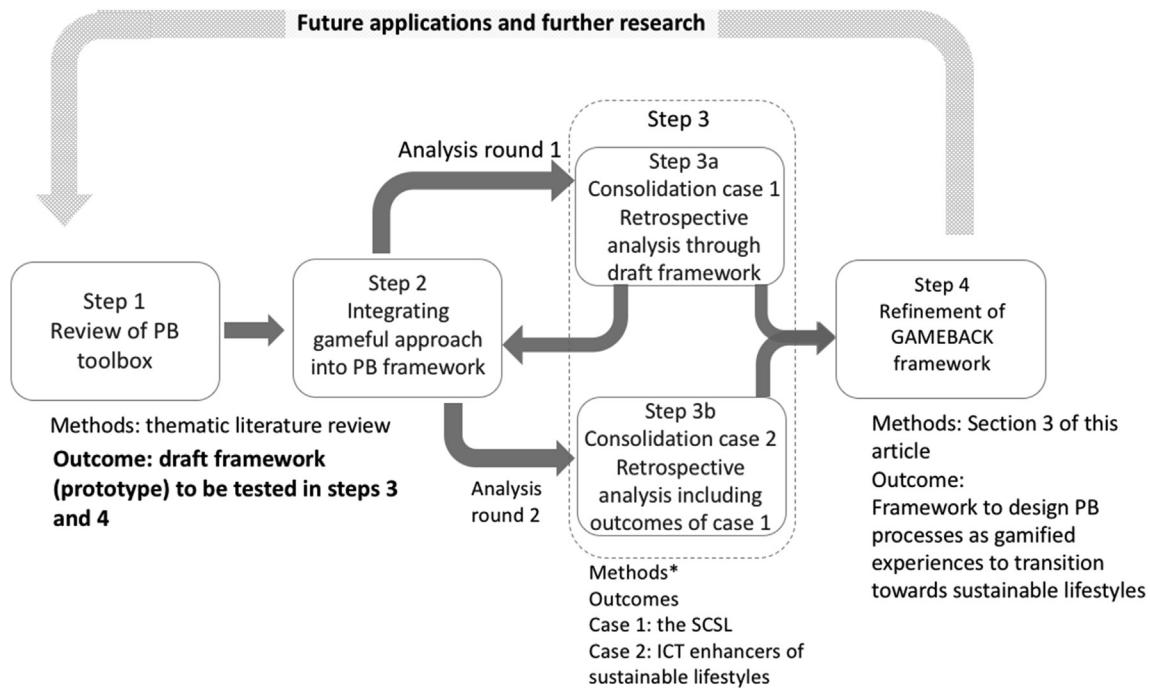 Future applications and further research
Step 1
Review of PB
toolbox
Methods: thematic literature review
Outcome: draft framework
(prototype) to be tested in steps 3
and 4
Step 2
Integrating
gameful approach
into PB framework
Analysis round 1
Analysis
round 2
Step 3
Step 3a
Consolidation case 1
Retrospective
analysis through
draft framework
Step 3b
Consolidation case 2
Retrospective
analysis including
outcomes of case 1
Methods*
Outcomes
Case 1: the SCSL
Case 2: ICT enhancers of
sustainable lifestyles
Step 4
Refinement of
GAMEBACK
framework
Methods: Section 3 of this
article
Outcome:
Framework to design PB
processes as gamified
experiences to transition
towards sustainable lifestyles